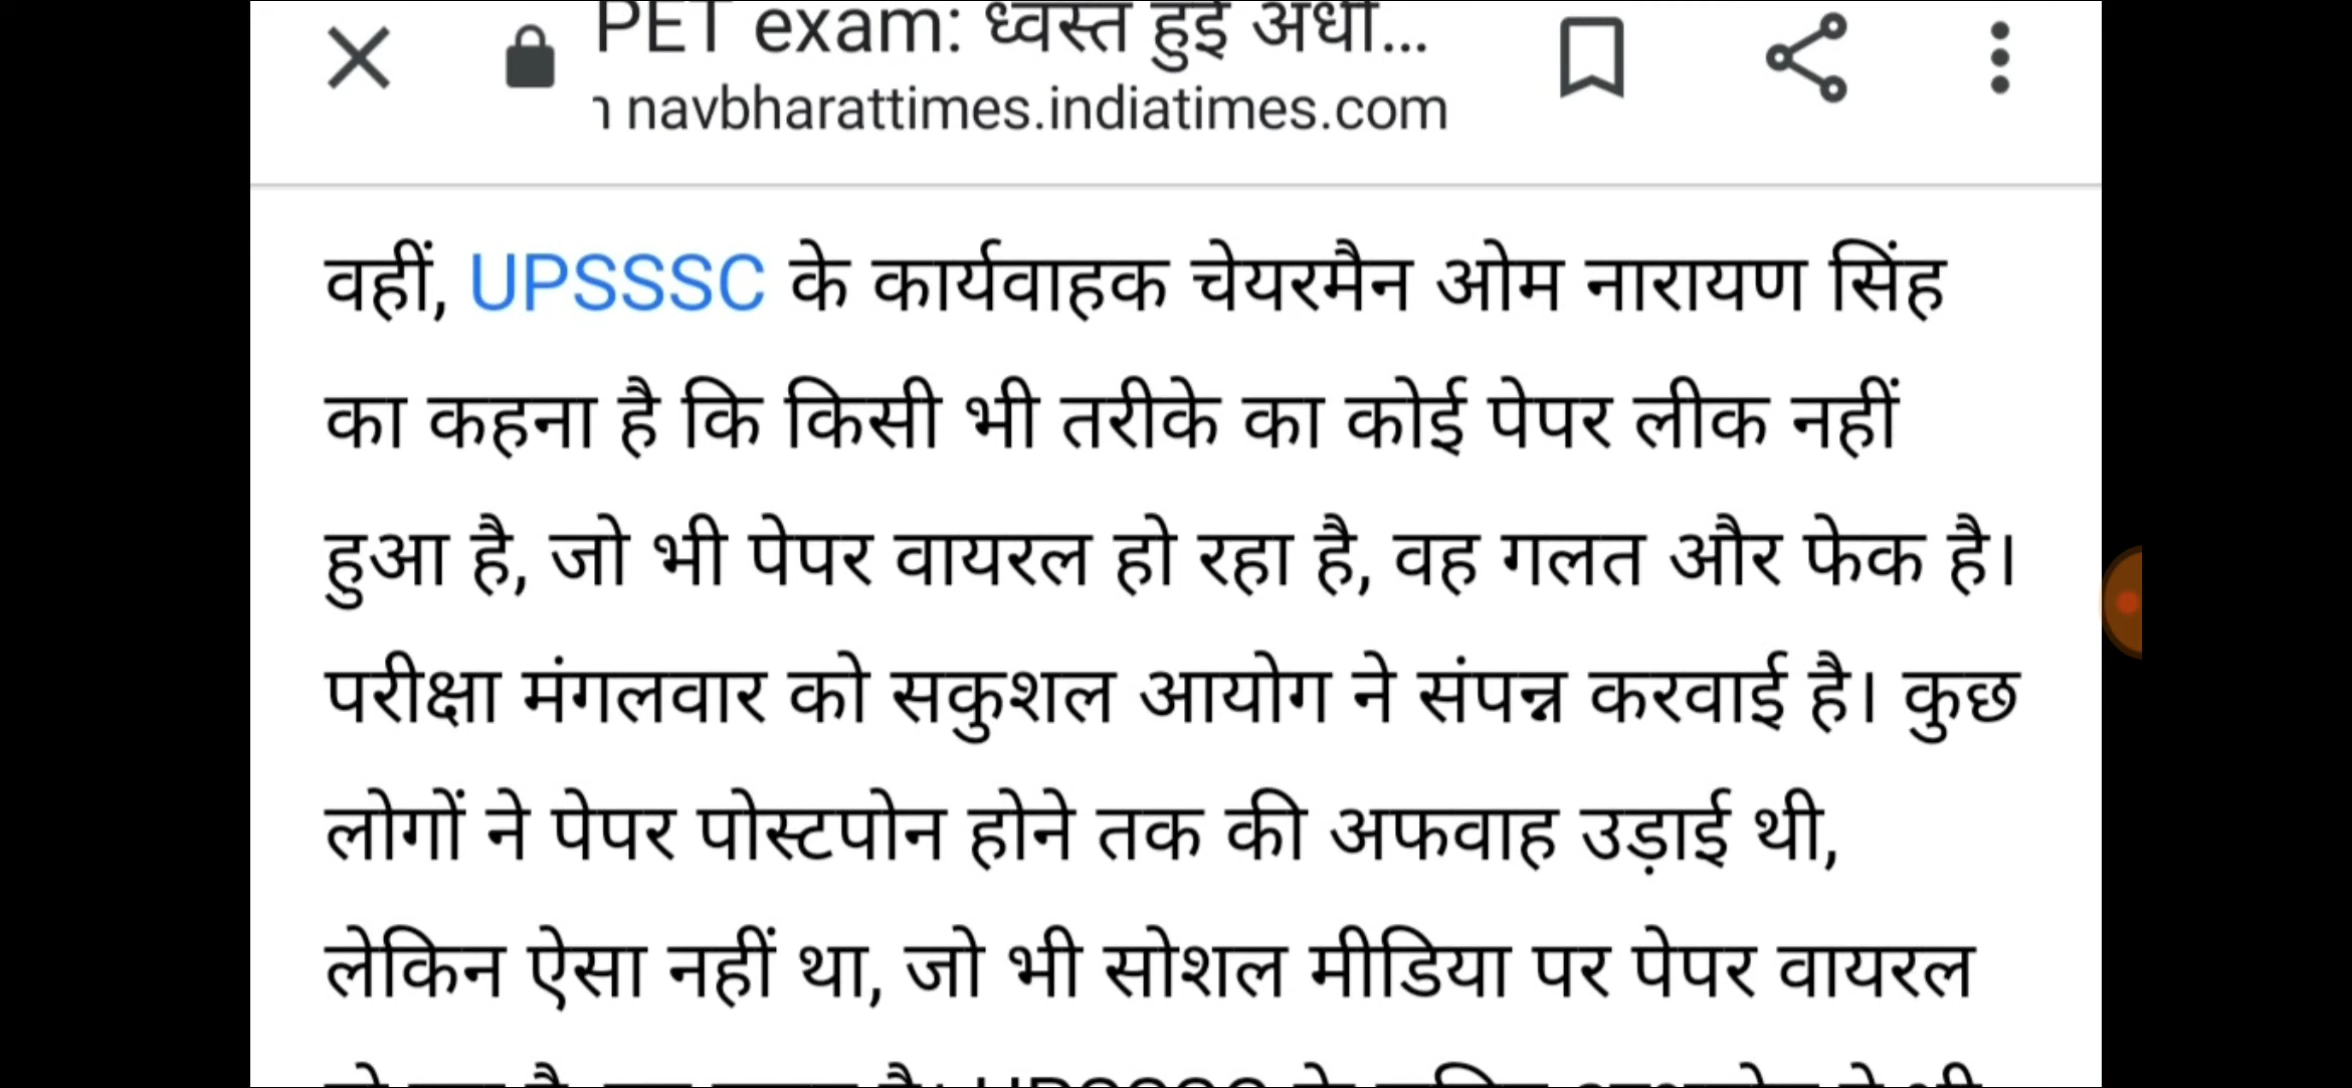 PET exam: ध्वस्त हुई अधी...
navbharattimes.indiatimes.com
वहीं, UPSSSC के कार्यवाहक चेयरमैन ओम नारायण सिंह
का कहना है कि किसी भी तरीके का कोई पेपर लीक नहीं
हुआ है, जो भी पेपर वायरल हो रहा है, वह गलत और फेक है।
परीक्षा मंगलवार को सकुशल आयोग ने संपन्न करवाई है। कुछ
लोगों ने पेपर पोस्टपोन होने तक की अफवाह उड़ाई थी,
लेकिन ऐसा नहीं था, जो भी सोशल मीडिया पर पेपर वायरल